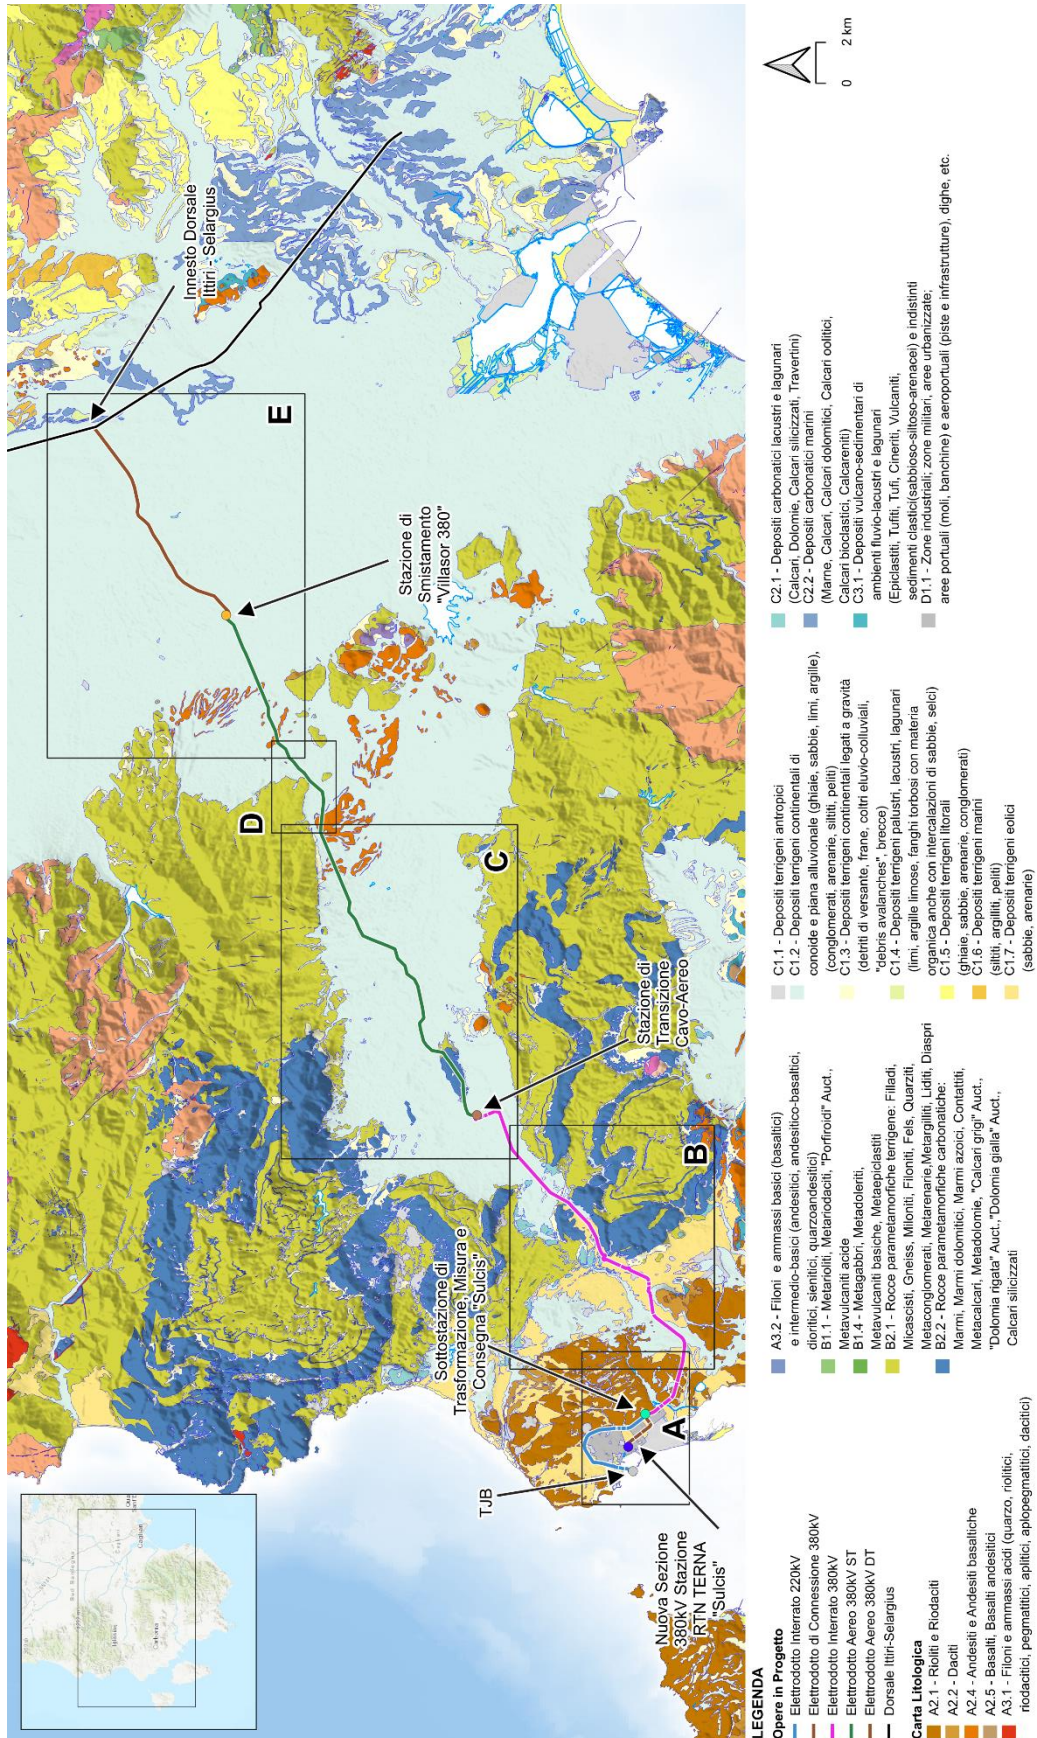 Innesto Dorsale
Ittiri - Selargius
E
Stazione di
Smistamento
"Villasor 380"
D
C
Stazione di
Transizione
Cavo-Aereo
B
Sottostazione di
Trasformazione, Misura e
Consegna "Sulcis"
A
TJB
Nuova Sezione
380kV Stazione
RTN TERNA
"Sulcis"
Iglesias
Carbonia
Cagliari
LEGENDA
Opere in Progetto
Elettrodotto Interrato 220kV
Elettrodotto di Connessione 380kV
Elettrodotto Interrato 380kV
Elettrodotto Aereo 380kV ST
Elettrodotto Aereo 380kV DT
Dorsale Ittiri-Selargius
Carta Litologica
A2.1 - Rioliti e Riodaciti
A2.2 - Daciti
A2.4 - Andesiti e Andesiti basaltiche
A2.5 - Basalti, Basalti andesitici
A3.1 - Filoni e ammassi acidi (quarzo, riolitici,
riodacitici, pegmatitici, aplitici, aplopegmatitici, dacitici)
A3.2 - Filoni e ammassi basici (basaltici)
e intermedio-basici (andesitici, andesitico-basaltici,
dioritici, sienitici, quarzoandesitici)
B1.1 - Metarioliti, Metariodaciti, "Porfiroidi" Auct.,
Metavulcaniti acide
B1.4 - Metagabbri, Metadoleriti,
Metavulcaniti basiche, Metaepiclastiti
B2.1 - Rocce parametamorfiche terrigene: Filladi,
Micascisti, Gneiss, Miloniti, Filoniti, Fels, Quarziti,
Metaconglomerati, Metarenarie,Metargilliti, Liditi, Diaspri
B2.2 - Rocce parametamorfiche carbonatiche:
Marmi, Marmi dolomitici, Marmi azoici, Contattiti,
Metacalcari, Metadolomie, "Calcari grigi" Auct.,
"Dolomia rigata" Auct., "Dolomia gialla" Auct.,
Calcari silicizzati
C1.1 - Depositi terrigeni antropici
C1.2 - Depositi terrigeni continentali di
conoide e piana alluvionale (ghiaie, sabbie, limi, argille),
(conglomerati, arenarie, siltiti, peliti)
C1.3 - Depositi terrigeni continentali legati a gravità
(detriti di versante, frane, coltri eluvio-colluviali,
"debris avalanches", brecce)
C1.4 - Depositi terrigeni palustri, lacustri, lagunari
(limi, argille limose, fanghi torbosi con materia
organica anche con intercalazioni di sabbie, selci)
C1.5 - Depositi terrigeni litorali
(ghiaie, sabbie, arenarie, conglomerati)
C1.6 - Depositi terrigeni marini
(siltiti, argilliti, peliti)
C1.7 - Depositi terrigeni eolici
(sabbie, arenarie)
C2.1 - Depositi carbonatici lacustri e lagunari
(Calcari, Dolomie, Calcari silicizzati, Travertini)
C2.2 - Depositi carbonatici marini
(Marne, Calcari, Calcari dolomitici, Calcari oolitici,
Calcari bioclastici, Calcareniti)
C3.1 - Depositi vulcano-sedimentari di
ambienti fluvio-lacustri e lagunari
(Epiclastiti, Tufiti, Tufi, Cineriti, Vulcaniti,
sedimenti clastici(sabbioso-siltoso-arenacei) e indistinti
D1.1 - Zone industriali; zone militari, aree urbanizzate;
aree portuali (moli, banchine) e aeroportuali (piste e infrastrutture), dighe, etc.
0 2 km